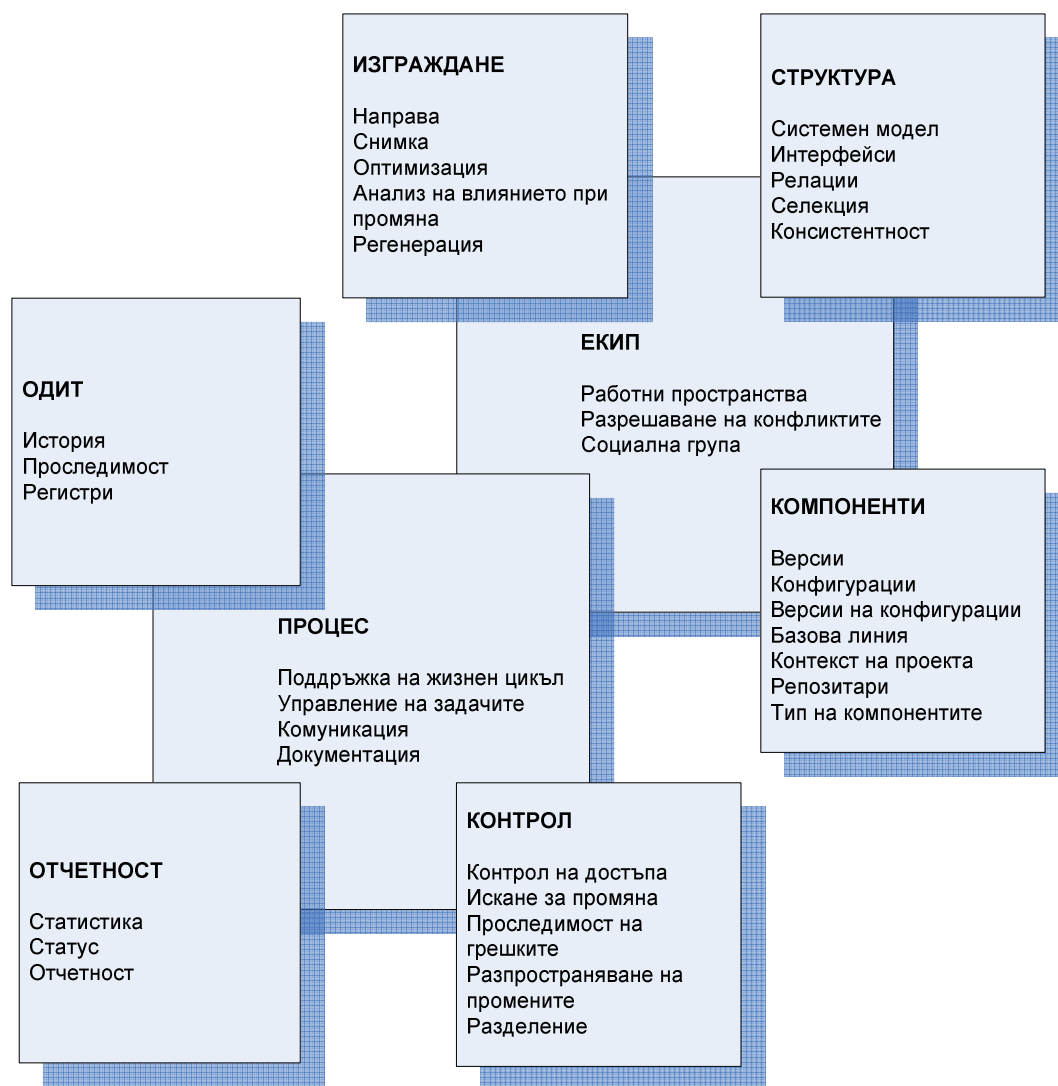 ИЗГРАЖДАНЕ
Направа
Снимка
Оптимизация
Анализ на влиянието при
промяна
Регенерация
СТРУКТУРА
Системен модел
Интерфейси
Релации
Селекция
Консистентност
ЕКИП
Работни пространства
Разрешаване на конфликтите
Социална група
ОДИТ
История
Проследимост
Регистри
КОМПОНЕНТИ
Версии
Конфигурации
Версии на конфигурации
Базова линия
Контекст на проекта
Репозитари
Тип на компонентите
ПРОЦЕС
Поддръжка на жизнен цикъл
Управление на задачите
Комуникация
Документация
ОТЧЕТНОСТ
Статистика
Статус
Отчетност
КОНТРОЛ
Контрол на достъпа
Искане за промяна
Проследимост на
грешките
Разпространяване на
промените
Разделение